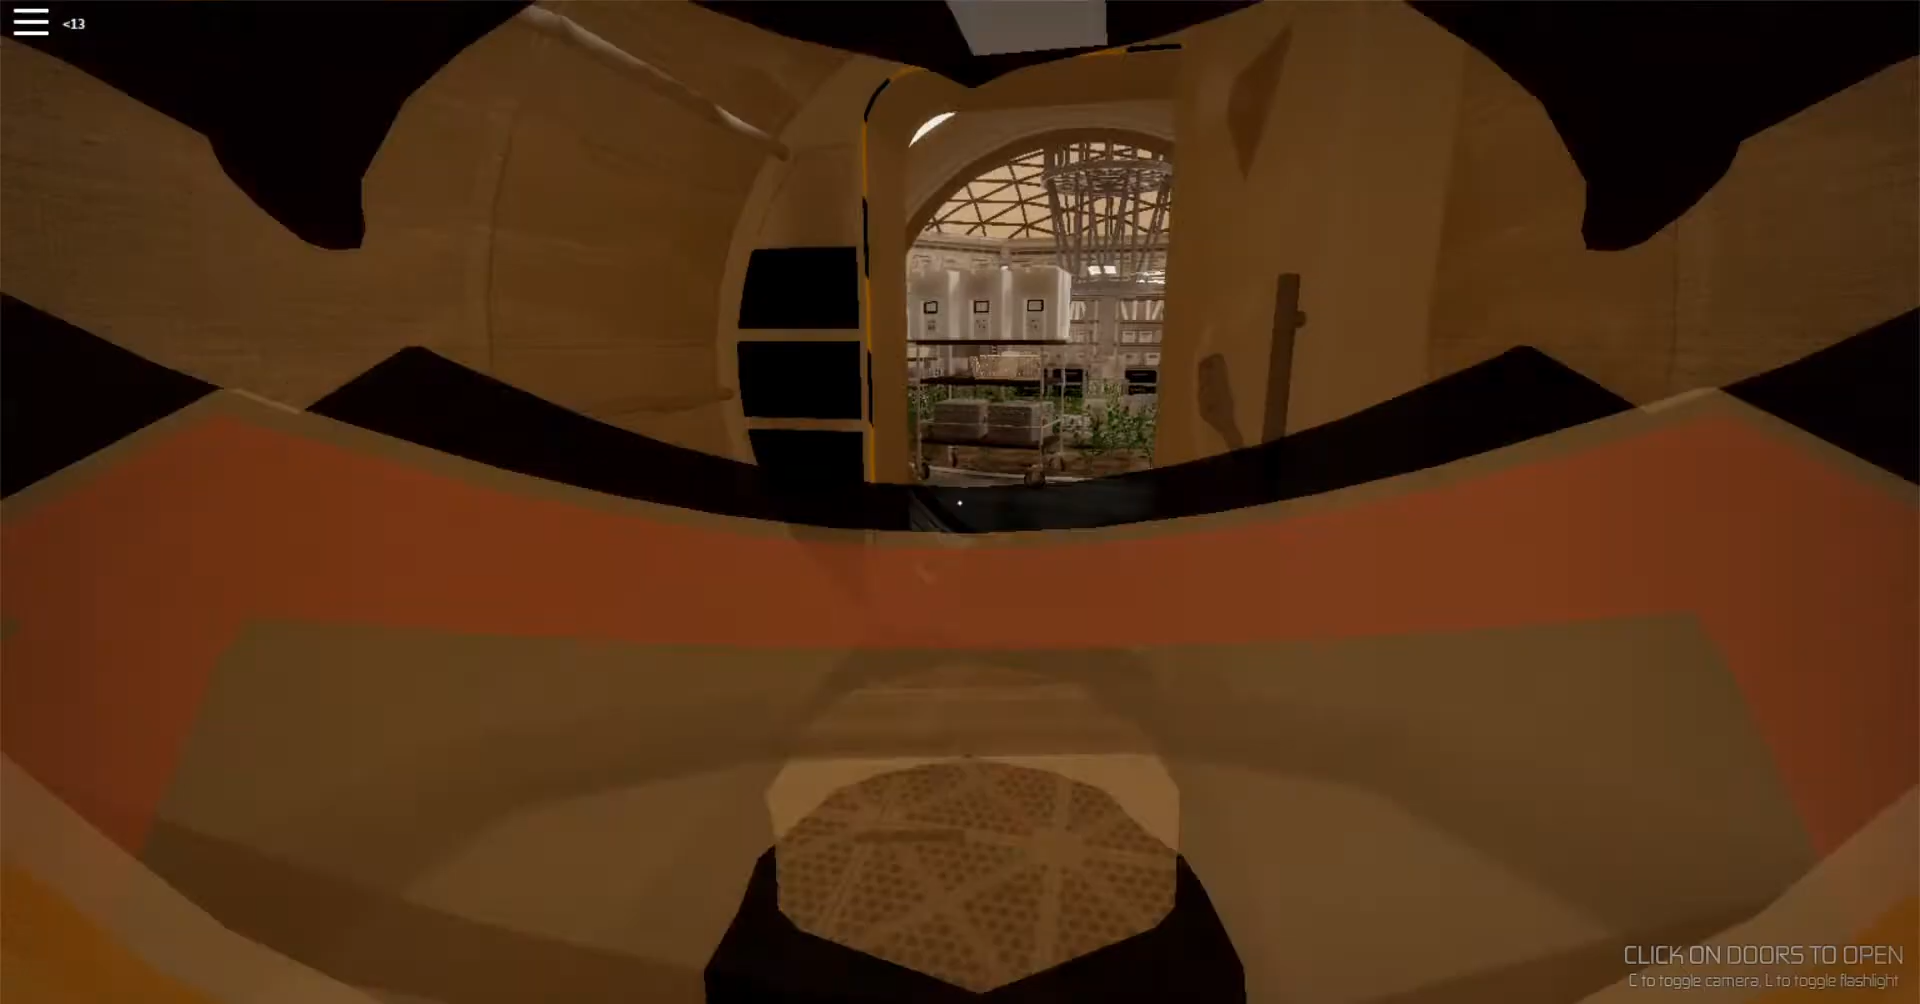 <13
CLICK ON DOORS TO OPEN
C to toggle camera, L to toggle flashlight